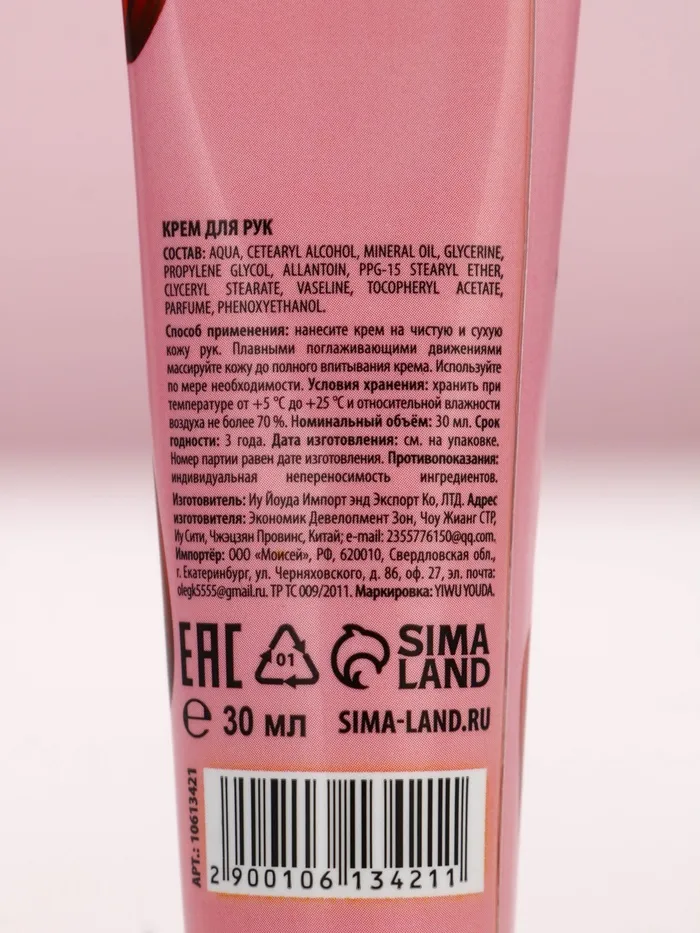 КРЕМ ДЛЯ РУК
СОСТАВ: AQUA, CETEARYL ALCOHOL, MINERAL OIL, GLYCERINE,
PROPYLENE GLYCOL, ALLANTOIN, PPG-15 STEARYL ETHER,
GLYCERYL STEARATE, VASELINE, TOCOPHERYL ACETATE,
PARFUME, PHENOXYETHANOL.
Способ применения: нанесите крем на чистую и сухую
кожу рук. Плавными поглаживающими движениями
массируйте кожу до полного впитывания крема. Используйте
по мере необходимости. Условия хранения: хранить при
температуре от +5 °C до +25 °C и относительной влажности
воздуха не более 70 %. Номинальный объём: 30 мл. Срок
годности: 3 года. Дата изготовления: см. на упаковке.
Номер партии равен дате изготовления. Противопоказания:
индивидуальная непереносимость ингредиентов.
Изготовитель: Иу Йоуда Импорт энд Экспорт Ко, ЛТД. Адрес
изготовителя: Экономик Девелопмент Зон, Чоу Жианг СТР,
Иу Сити, Чжэцзян Провинс, Китай; e-mail: 2355776150@qq.com.
Импортёр: ООО «Мойсей», РФ, 620010, Свердловская обл.,
г. Екатеринбург, ул. Черняховского, д. 86, оф. 27, эл. почта:
olegk5555@gmail.ru. ТР ТС 009/2011. Маркировка: YIWU YOUDA.
EAC 01 SIMA
LAND
℮ 30 МЛ SIMA-LAND.RU
АРТ.: 10613421
2 900106 134211